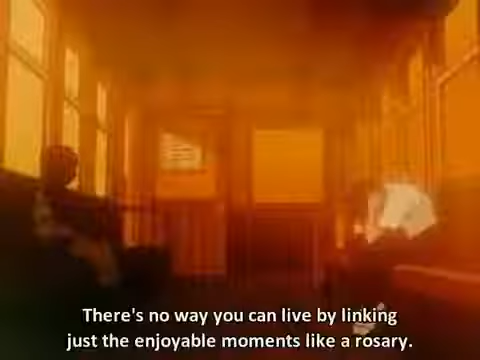 There's no way you can live by linking
just the enjoyable moments like a rosary.